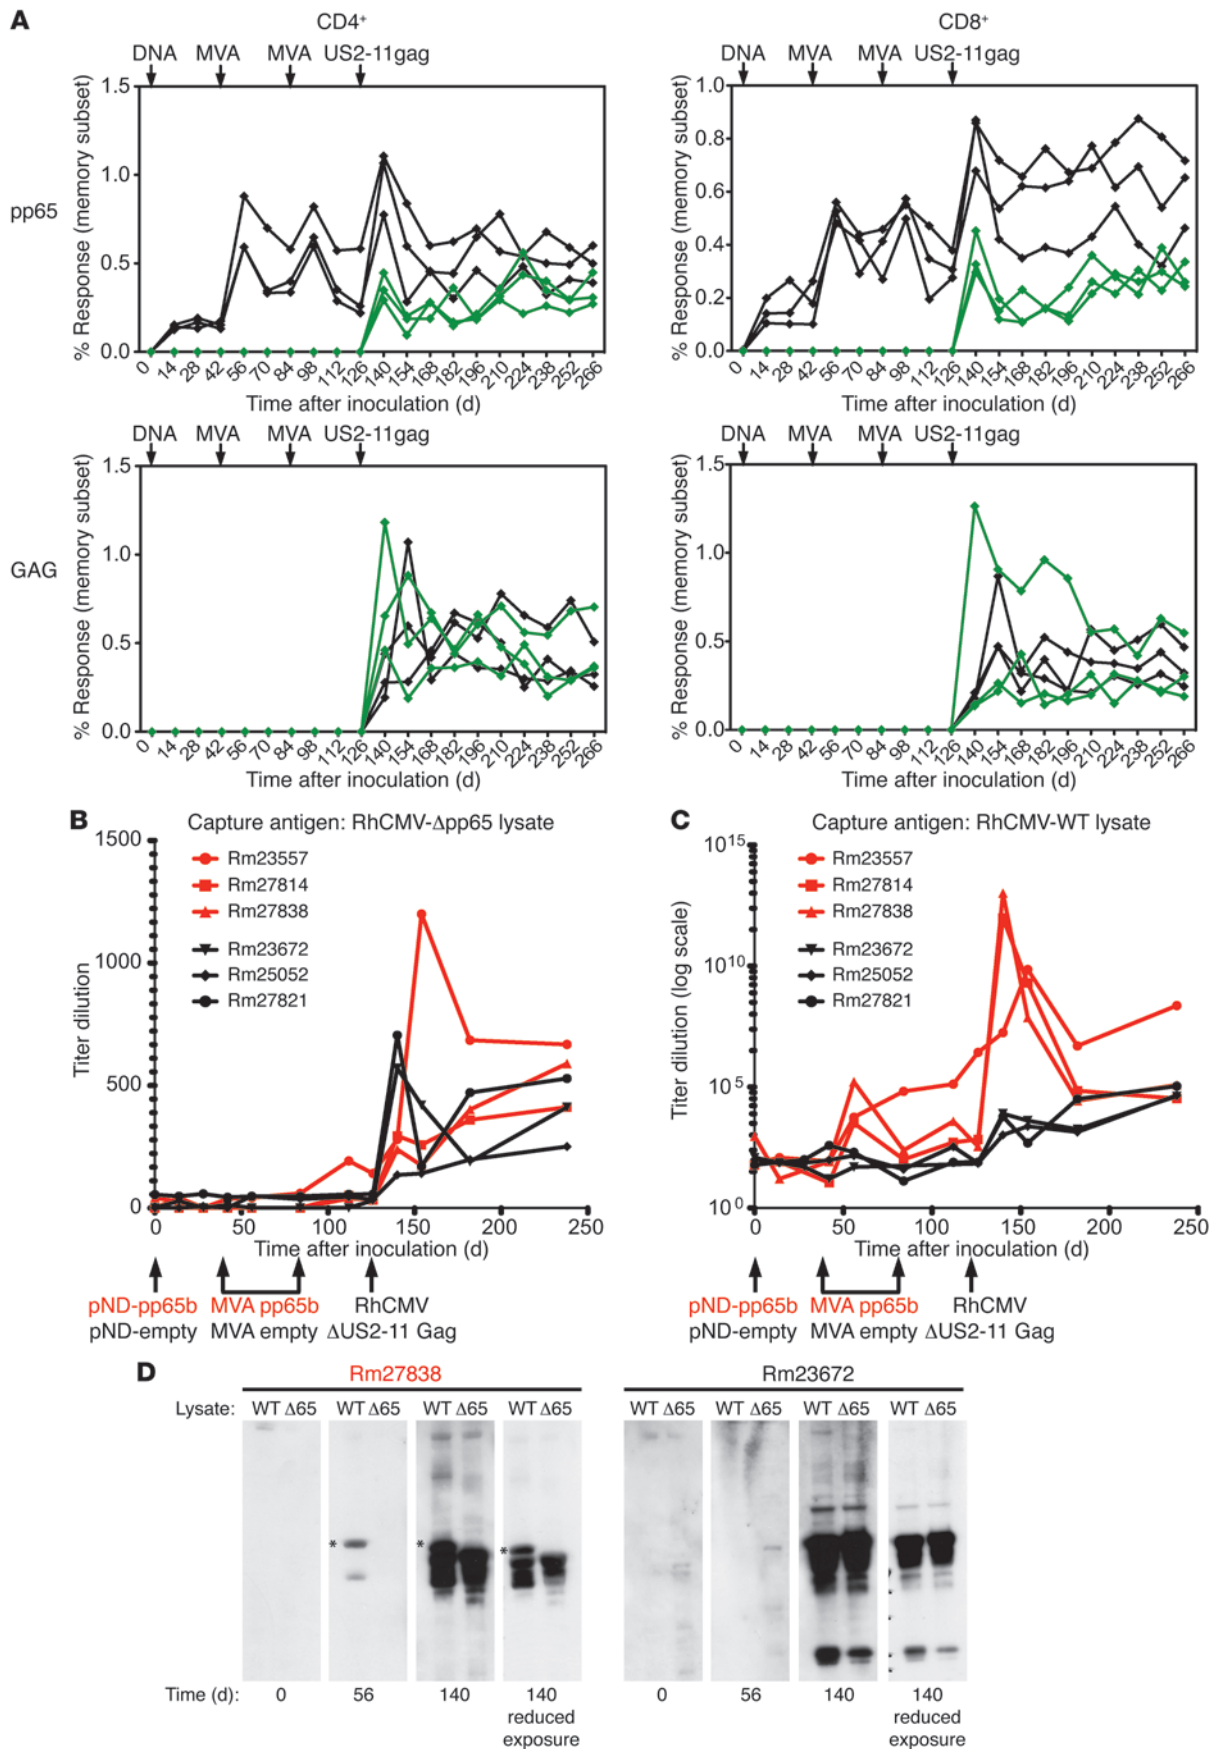 A
CD4+
CD8+
DNA MVA MVA US2-11gag
DNA MVA MVA US2-11gag
pp65
% Response (memory subset)
1.5
1.0
0.5
0.0
0 14 28 42 56 70 84 98 112 126 140 154 168 182 196 210 224 238 252 266
Time after inoculation (d)
% Response (memory subset)
1.0
0.8
0.6
0.4
0.2
0.0
0 14 28 42 56 70 84 98 112 126 140 154 168 182 196 210 224 238 252 266
Time after inoculation (d)
DNA MVA MVA US2-11gag
DNA MVA MVA US2-11gag
GAG
% Response (memory subset)
1.5
1.0
0.5
0.0
0 14 28 42 56 70 84 98 112 126 140 154 168 182 196 210 224 238 252 266
Time after inoculation (d)
% Response (memory subset)
1.5
1.0
0.5
0.0
0 14 28 42 56 70 84 98 112 126 140 154 168 182 196 210 224 238 252 266
Time after inoculation (d)
B
Capture antigen: RhCMV-Δpp65 lysate
Titer dilution
1500
1000
500
0
Rm23557
Rm27814
Rm27838
Rm23672
Rm25052
Rm27821
0 50 100 150 200 250
Time after inoculation (d)
pND-pp65b MVA pp65b RhCMV
pND-empty MVA empty ΔUS2-11 Gag
C
Capture antigen: RhCMV-WT lysate
Titer dilution (log scale)
10^15
10^10
10^5
10^0
Rm23557
Rm27814
Rm27838
Rm23672
Rm25052
Rm27821
0 50 100 150 200 250
Time after inoculation (d)
pND-pp65b MVA pp65b RhCMV
pND-empty MVA empty ΔUS2-11 Gag
D
Rm27838
Rm23672
Lysate: WT Δ65 WT Δ65 WT Δ65 WT Δ65 WT Δ65 WT Δ65 WT Δ65 WT Δ65
* * *
Time (d): 0 56 140 140 0 56 140 140
reduced reduced
exposure exposure